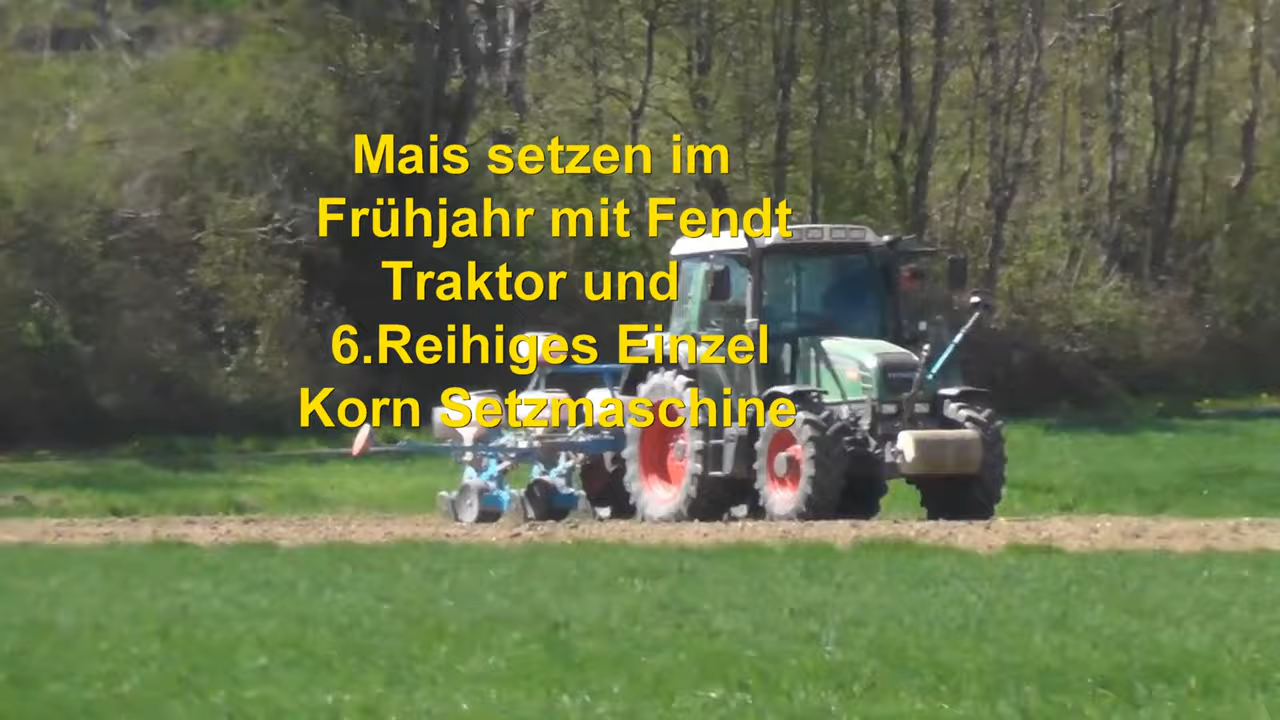 Mais setzen im
Frühjahr mit Fendt
Traktor und
6.Reihiges Einzel
Korn Setzmaschine